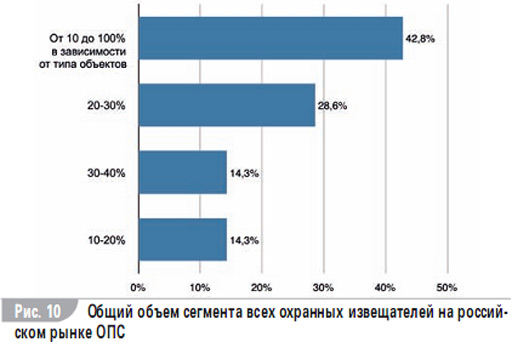 От 10 до 100%
в зависимости
от типа объектов
42,8%
20-30%
28,6%
30-40%
14,3%
10-20%
14,3%
0%
10%
20%
30%
40%
50%
Рис. 10 Общий объем сегмента всех охранных извещателей на россий-
ском рынке ОПС